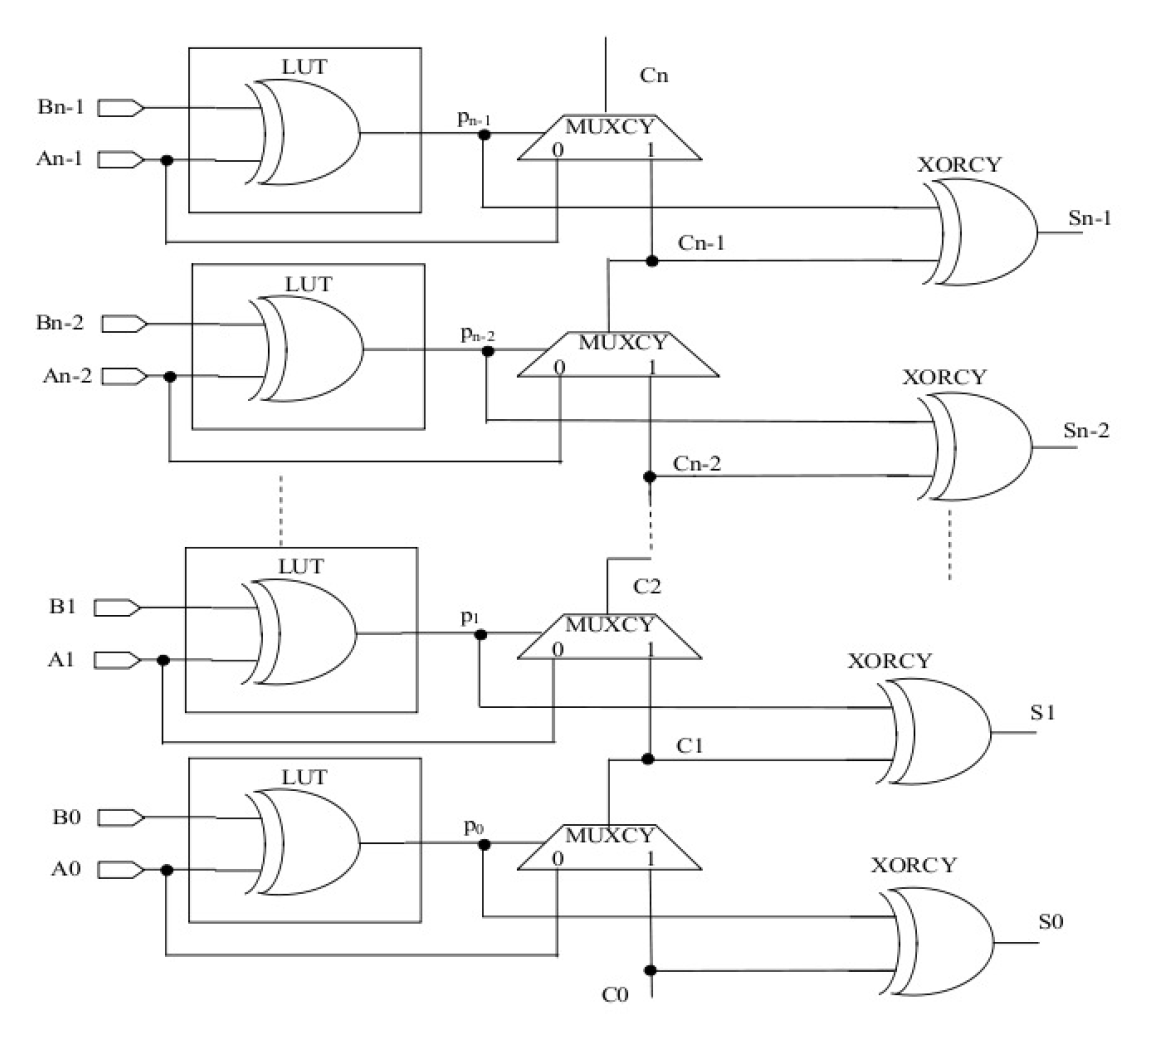 LUT
Cn
Bn-1
pn-1
MUXCY
An-1
0 1
XORCY
Sn-1
Cn-1
LUT
Bn-2
pn-2
MUXCY
An-2
0 1
XORCY
Sn-2
Cn-2
LUT
C2
B1
p1
MUXCY
A1
0 1
XORCY
S1
C1
LUT
B0
p0
MUXCY
A0
0 1
XORCY
S0
C0